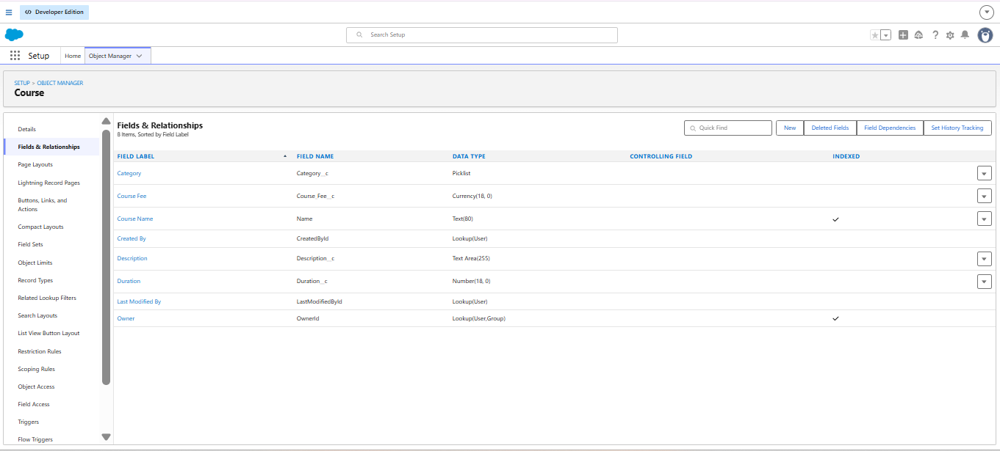 Developer Edition
Search Setup
Setup
Home
Object Manager
SETUP > OBJECT MANAGER
Course
Details
Fields & Relationships
Page Layouts
Lightning Record Pages
Buttons, Links, and
Actions
Compact Layouts
Field Sets
Object Limits
Record Types
Related Lookup Filters
Search Layouts
List View Button Layout
Restriction Rules
Scoping Rules
Object Access
Field Access
Triggers
Flow Triggers
Fields & Relationships
8 Items, Sorted by Field Label
Quick Find
New
Deleted Fields
Field Dependencies
Set History Tracking
FIELD LABEL FIELD NAME DATA TYPE CONTROLLING FIELD INDEXED
Category Category__c Picklist
Course Fee Course_Fee__c Currency(18, 0)
Course Name Name Text(80)
Created By CreatedById Lookup(User)
Description Description__c Text Area(255)
Duration Duration__c Number(18, 0)
Last Modified By LastModifiedById Lookup(User)
Owner OwnerId Lookup(User,Group)